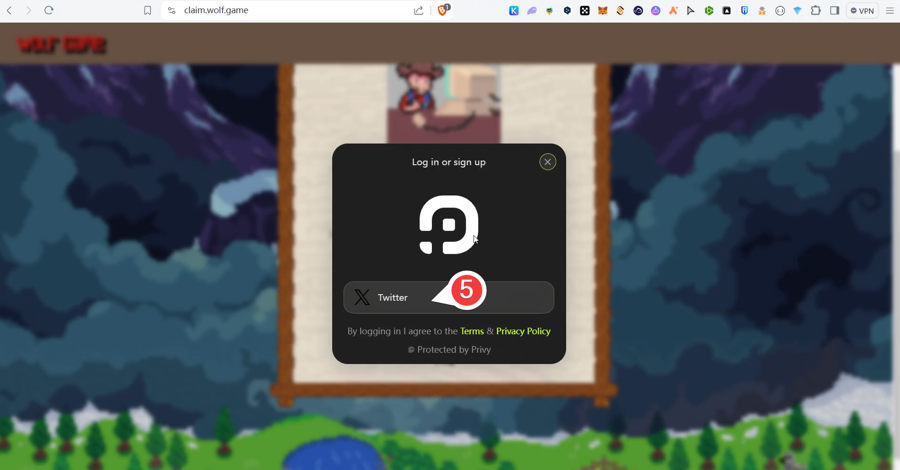 claim.wolf.game
1
VPN
WOLF GAME
Log in or sign up
Twitter
5
By logging in I agree to the Terms & Privacy Policy
Protected by Privy